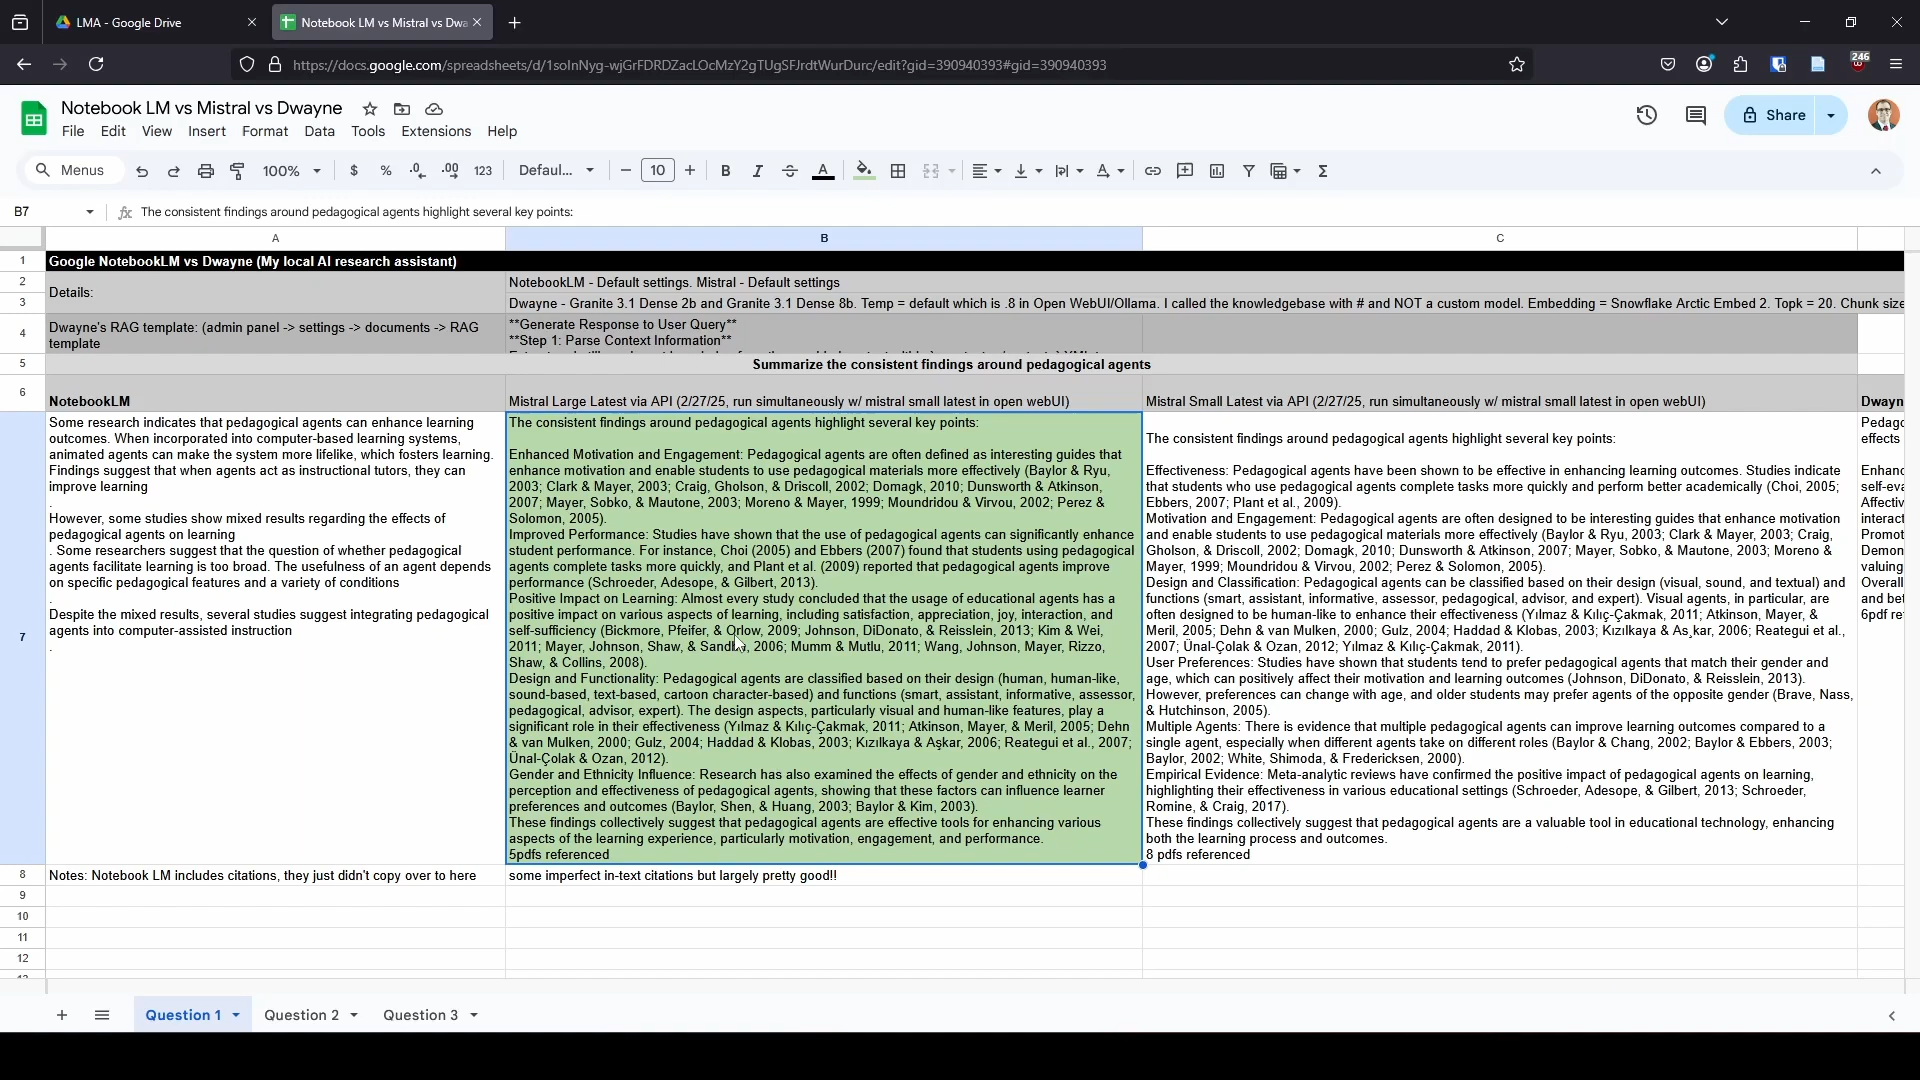 LMA - Google Drive
Notebook LM vs Mistral vs Dwa
https://docs.google.com/spreadsheets/d/1soInNyg-wjGrFDRDZacLOcMzY2gTUgSFJrdtWurDurc/edit?gid=390940393#gid=390940393
246
Notebook LM vs Mistral vs Dwayne
File Edit View Insert Format Data Tools Extensions Help
Share
Menus 100% $ % .0 .00 123 Defaul... 10 B I
B7 fx The consistent findings around pedagogical agents highlight several key points:
A B C
1 Google NotebookLM vs Dwayne (My local AI research assistant)
2 Details: NotebookLM - Default settings. Mistral - Default settings
3 Dwayne - Granite 3.1 Dense 2b and Granite 3.1 Dense 8b. Temp = default which is .8 in Open WebUI/Ollama. I called the knowledgebase with # and NOT a custom model. Embedding = Snowflake Arctic Embed 2. Topk = 20. Chunk size
4 Dwayne's RAG template: (admin panel -> settings -> documents -> RAG
template
**Generate Response to User Query**
**Step 1: Parse Context Information**
5 Summarize the consistent findings around pedagogical agents
6 NotebookLM
Mistral Large Latest via API (2/27/25, run simultaneously w/ mistral small latest in open webUI)
Mistral Small Latest via API (2/27/25, run simultaneously w/ mistral small latest in open webUI)
Dwayn
7
Some research indicates that pedagogical agents can enhance learning
outcomes. When incorporated into computer-based learning systems,
animated agents can make the system more lifelike, which fosters learning.
Findings suggest that when agents act as instructional tutors, they can
improve learning
.
However, some studies show mixed results regarding the effects of
pedagogical agents on learning
. Some researchers suggest that the question of whether pedagogical
agents facilitate learning is too broad. The usefulness of an agent depends
on specific pedagogical features and a variety of conditions
.
Despite the mixed results, several studies suggest integrating pedagogical
agents into computer-assisted instruction
.
The consistent findings around pedagogical agents highlight several key points:
Enhanced Motivation and Engagement: Pedagogical agents are often defined as interesting guides that
enhance motivation and enable students to use pedagogical materials more effectively (Baylor & Ryu,
2003; Clark & Mayer, 2003; Craig, Gholson, & Driscoll, 2002; Domagk, 2010; Dunsworth & Atkinson,
2007; Mayer, Sobko, & Mautone, 2003; Moreno & Mayer, 1999; Moundridou & Virvou, 2002; Perez &
Solomon, 2005).
Improved Performance: Studies have shown that the use of pedagogical agents can significantly enhance
student performance. For instance, Choi (2005) and Ebbers (2007) found that students using pedagogical
agents complete tasks more quickly, and Plant et al. (2009) reported that pedagogical agents improve
performance (Schroeder, Adesope, & Gilbert, 2013).
Positive Impact on Learning: Almost every study concluded that the usage of educational agents has a
positive impact on various aspects of learning, including satisfaction, appreciation, joy, interaction, and
self-sufficiency (Bickmore, Pfeifer, & Orlow, 2009; Johnson, DiDonato, & Reisslein, 2013; Kim & Wei,
2011; Mayer, Johnson, Shaw, & Sandhu, 2006; Mumm & Mutlu, 2011; Wang, Johnson, Mayer, Rizzo,
Shaw, & Collins, 2008).
Design and Functionality: Pedagogical agents are classified based on their design (human, human-like,
sound-based, text-based, cartoon character-based) and functions (smart, assistant, informative, assessor,
pedagogical, advisor, expert). The design aspects, particularly visual and human-like features, play a
significant role in their effectiveness (Yılmaz & Kılıç-Çakmak, 2011; Atkinson, Mayer, & Meril, 2005; Dehn
& van Mulken, 2000; Gulz, 2004; Haddad & Klobas, 2003; Kızılkaya & Aşkar, 2006; Reategui et al., 2007;
Ünal-Çolak & Ozan, 2012).
Gender and Ethnicity Influence: Research has also examined the effects of gender and ethnicity on the
perception and effectiveness of pedagogical agents, showing that these factors can influence learner
preferences and outcomes (Baylor, Shen, & Huang, 2003; Baylor & Kim, 2003).
These findings collectively suggest that pedagogical agents are effective tools for enhancing various
aspects of the learning experience, particularly motivation, engagement, and performance.
5pdfs referenced
The consistent findings around pedagogical agents highlight several key points:
Effectiveness: Pedagogical agents have been shown to be effective in enhancing learning outcomes. Studies indicate
that students who use pedagogical agents complete tasks more quickly and perform better academically (Choi, 2005;
Ebbers, 2007; Plant et al., 2009).
Motivation and Engagement: Pedagogical agents are often designed to be interesting guides that enhance motivation
and enable students to use pedagogical materials more effectively (Baylor & Ryu, 2003; Clark & Mayer, 2003; Craig,
Gholson, & Driscoll, 2002; Domagk, 2010; Dunsworth & Atkinson, 2007; Mayer, Sobko, & Mautone, 2003; Moreno &
Mayer, 1999; Moundridou & Virvou, 2002; Perez & Solomon, 2005).
Design and Classification: Pedagogical agents can be classified based on their design (visual, sound, and textual) and
functions (smart, assistant, informative, assessor, pedagogical, advisor, and expert). Visual agents, in particular, are
often designed to be human-like to enhance their effectiveness (Yılmaz & Kılıç-Çakmak, 2011; Atkinson, Mayer, &
Meril, 2005; Dehn & van Mulken, 2000; Gulz, 2004; Haddad & Klobas, 2003; Kızılkaya & As¸kar, 2006; Reategui et al.,
2007; Ünal-Çolak & Ozan, 2012; Yılmaz & Kılıç-Çakmak, 2011).
User Preferences: Studies have shown that students tend to prefer pedagogical agents that match their gender and
age, which can positively affect their motivation and learning outcomes (Johnson, DiDonato, & Reisslein, 2013).
However, preferences can change with age, and older students may prefer agents of the opposite gender (Brave, Nass,
& Hutchinson, 2005).
Multiple Agents: There is evidence that multiple pedagogical agents can improve learning outcomes compared to a
single agent, especially when different agents take on different roles (Baylor & Chang, 2002; Baylor & Ebbers, 2003;
Baylor, 2002; White, Shimoda, & Fredericksen, 2000).
Empirical Evidence: Meta-analytic reviews have confirmed the positive impact of pedagogical agents on learning,
highlighting their effectiveness in various educational settings (Schroeder, Adesope, & Gilbert, 2013; Schroeder,
Romine, & Craig, 2017).
These findings collectively suggest that pedagogical agents are a valuable tool in educational technology, enhancing
both the learning process and outcomes.
8 pdfs referenced
Pedago
effects
Enhanc
self-eva
Affectiv
interact
Promot
Demon
valuing
Overall
and bet
6pdf re
8 Notes: Notebook LM includes citations, they just didn't copy over to here
some imperfect in-text citations but largely pretty good!!
9
10
11
12
Question 1 Question 2 Question 3